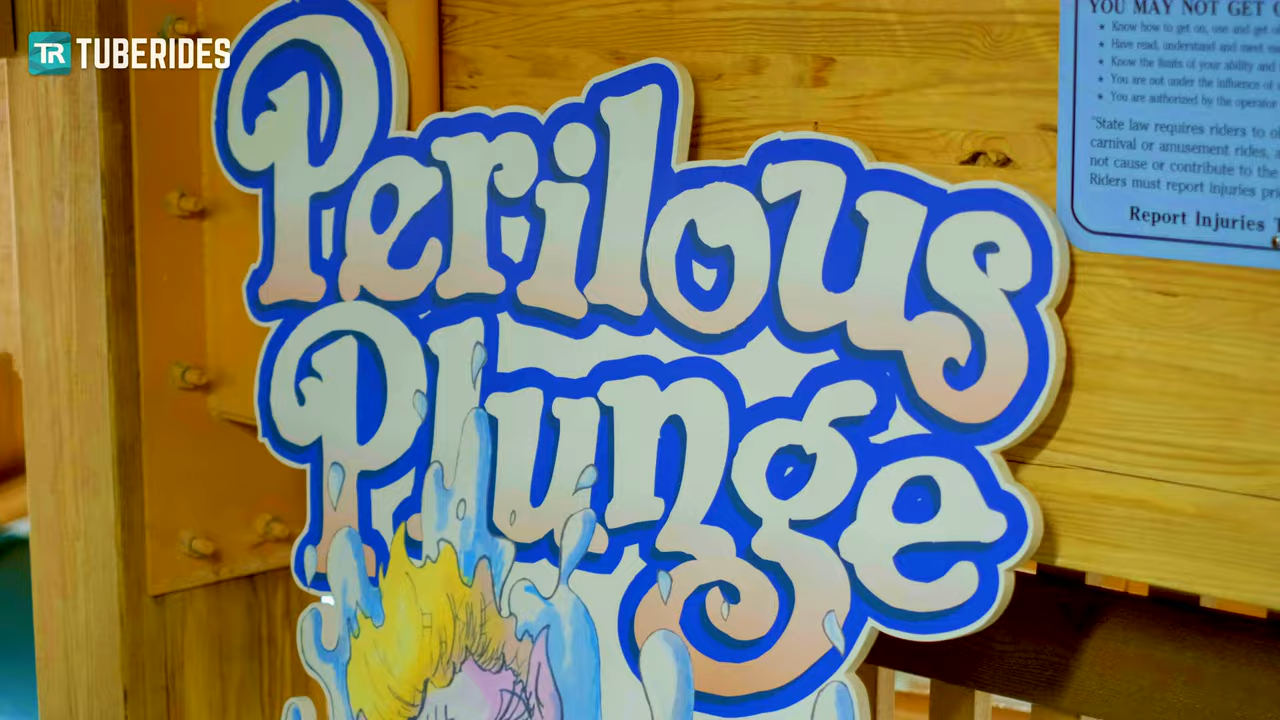 TR TUBERIDES
Perilous
Plunge
YOU MAY NOT GET
★ Know how to get on, use and get
★ Have read, understand and meet
★ Know the limits of your ability and
★ You are not under the influence of
★ You are authorized by the operator
"State law requires riders to
carnival or amusement rides,
not cause or contribute to the
Riders must report injuries
Report Injuries